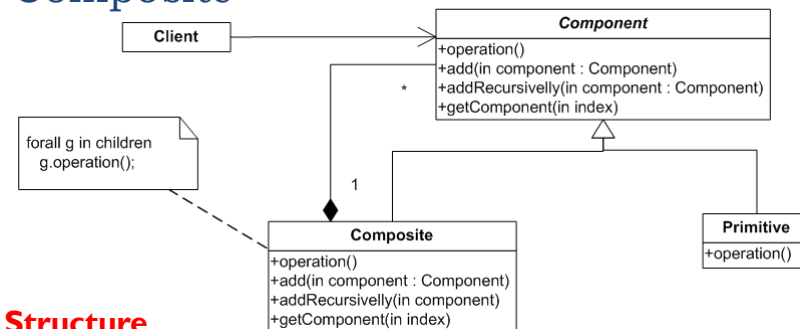 Composite
Client
Component
+operation()
+add(in component : Component)
+addRecursivelly(in component : Component)
+getComponent(in index)
*
forall g in children
g.operation();
1
Composite
+operation()
+add(in component : Component)
+addRecursivelly(in component)
+getComponent(in index)
Primitive
+operation()
Structure